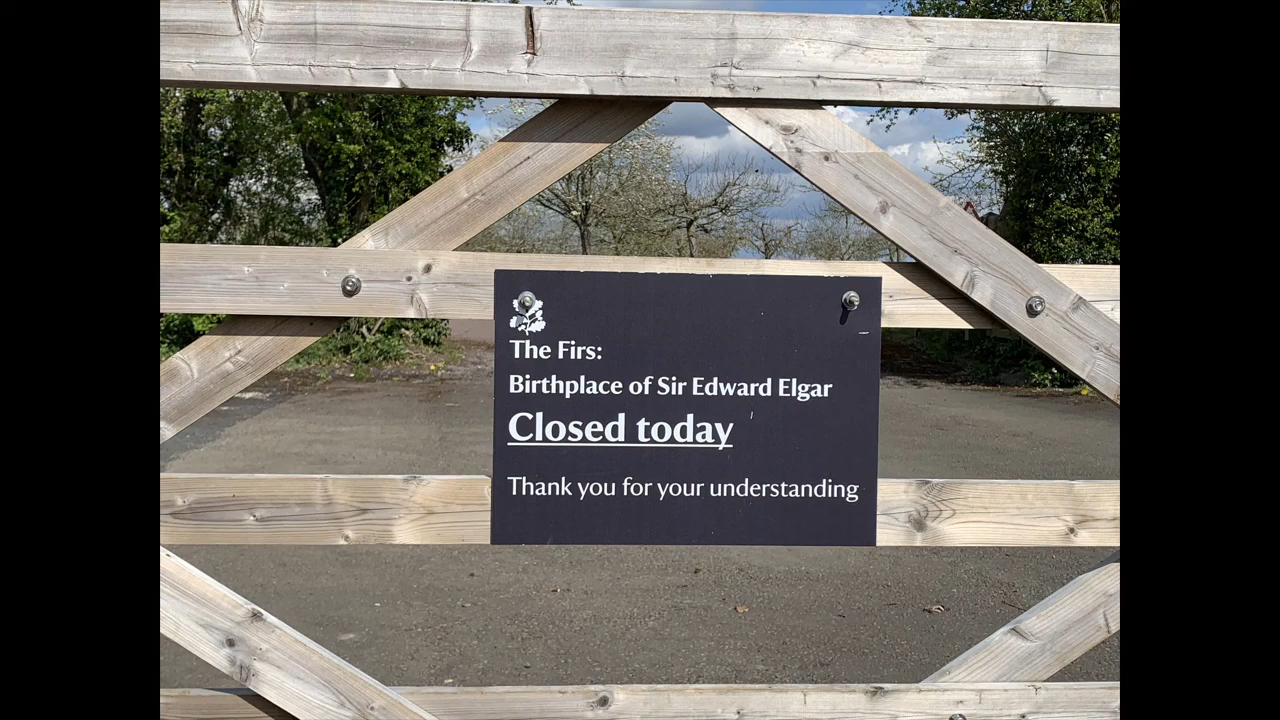 The Firs:
Birthplace of Sir Edward Elgar
Closed today
Thank you for your understanding